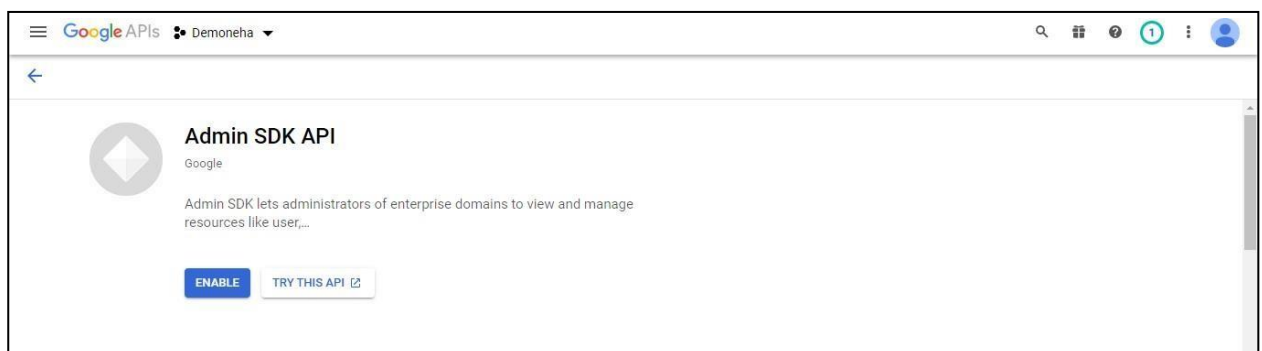 Google APIs Demoneha 1
Admin SDK API
Google
Admin SDK lets administrators of enterprise domains to view and manage
resources like user,...
ENABLE TRY THIS API